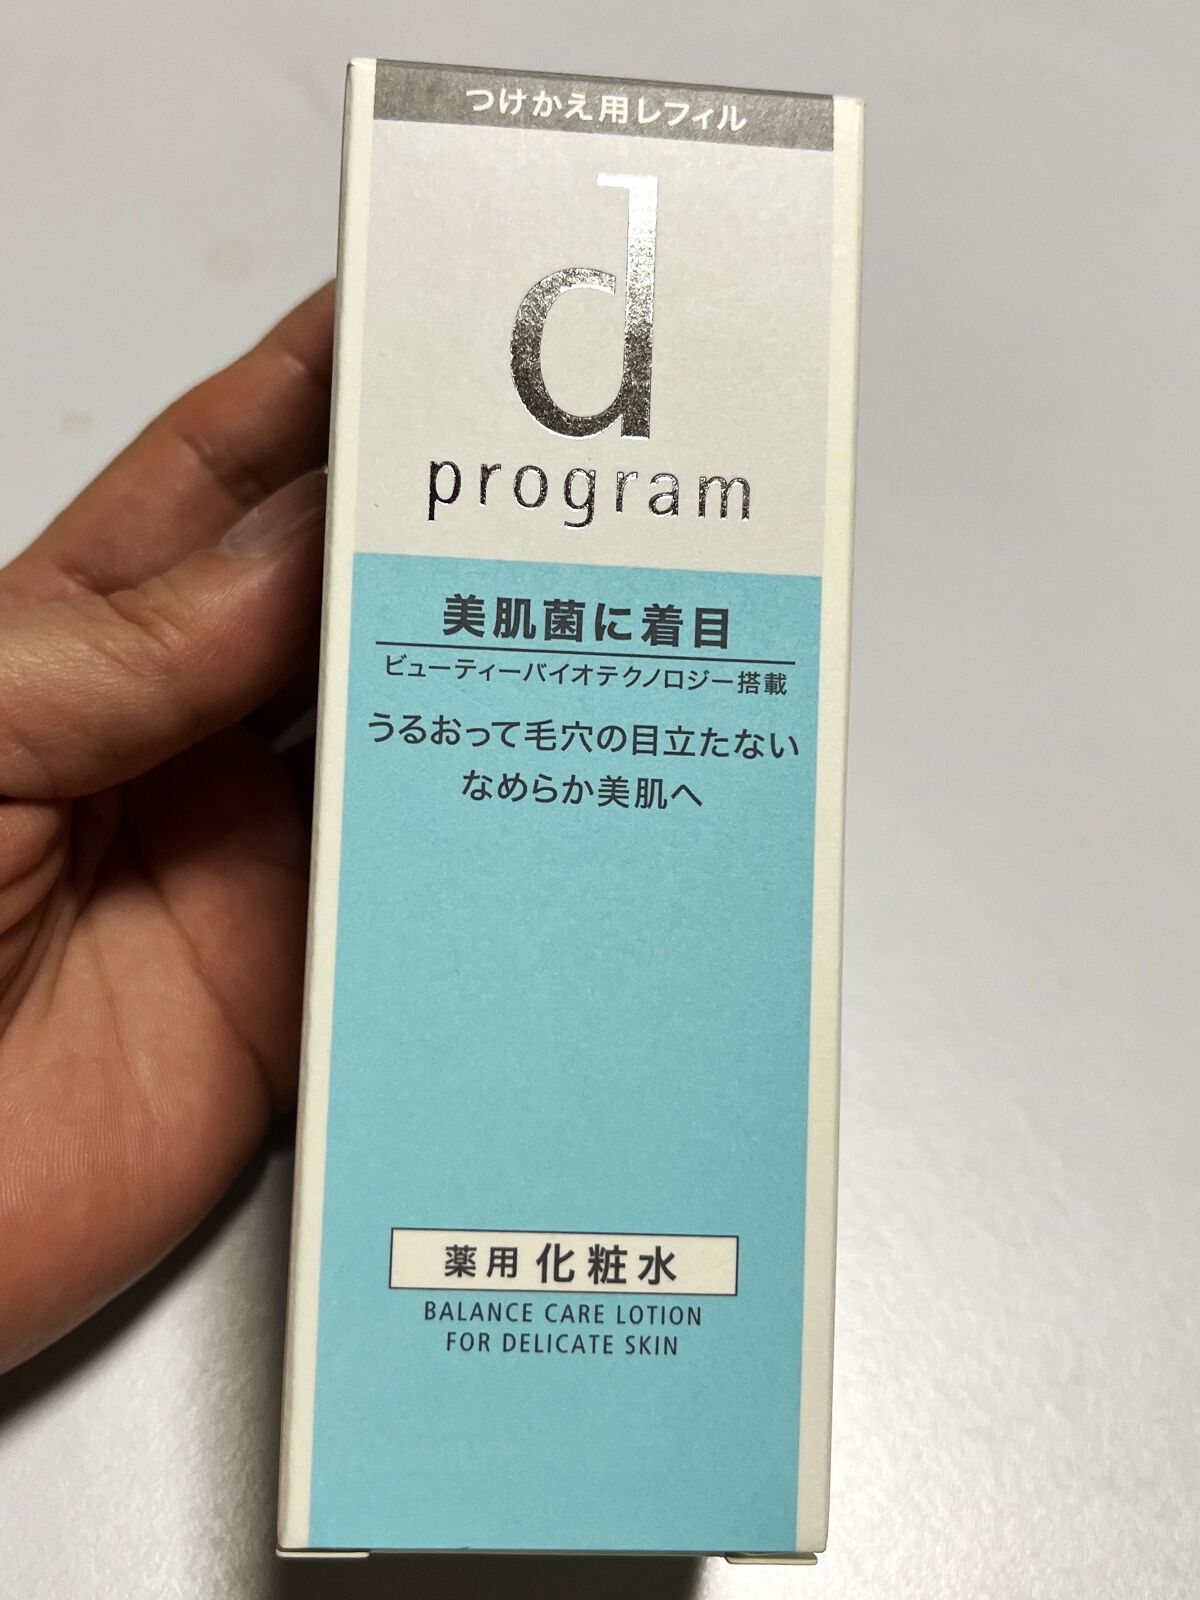 つけかえ用レフィル
d
program
美肌菌に着目
ビューティーバイオテクノロジー搭載
うるおって毛穴の目立たない
なめらか美肌へ
薬用 化粧水
BALANCE CARE LOTION
FOR DELICATE SKIN